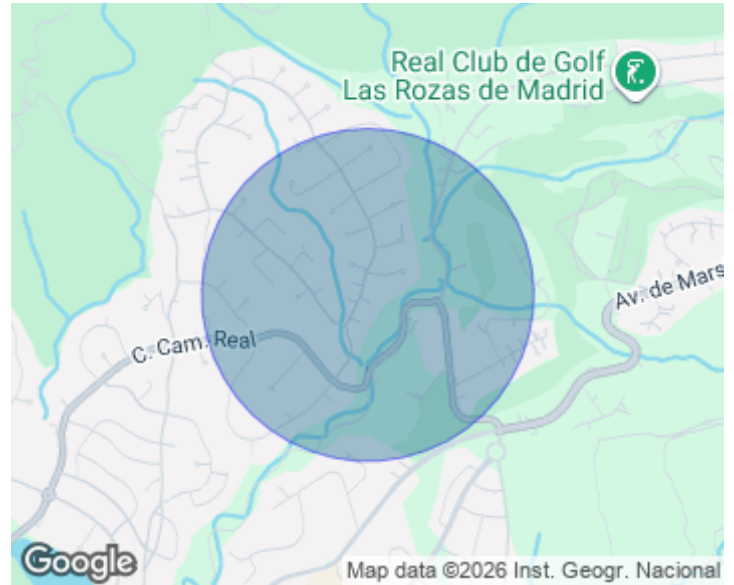 Real Club de Golf
Las Rozas de Madrid
Av. de Mars
C. Cam. Real
Google
Map data ©2026 Inst. Geogr. Nacional